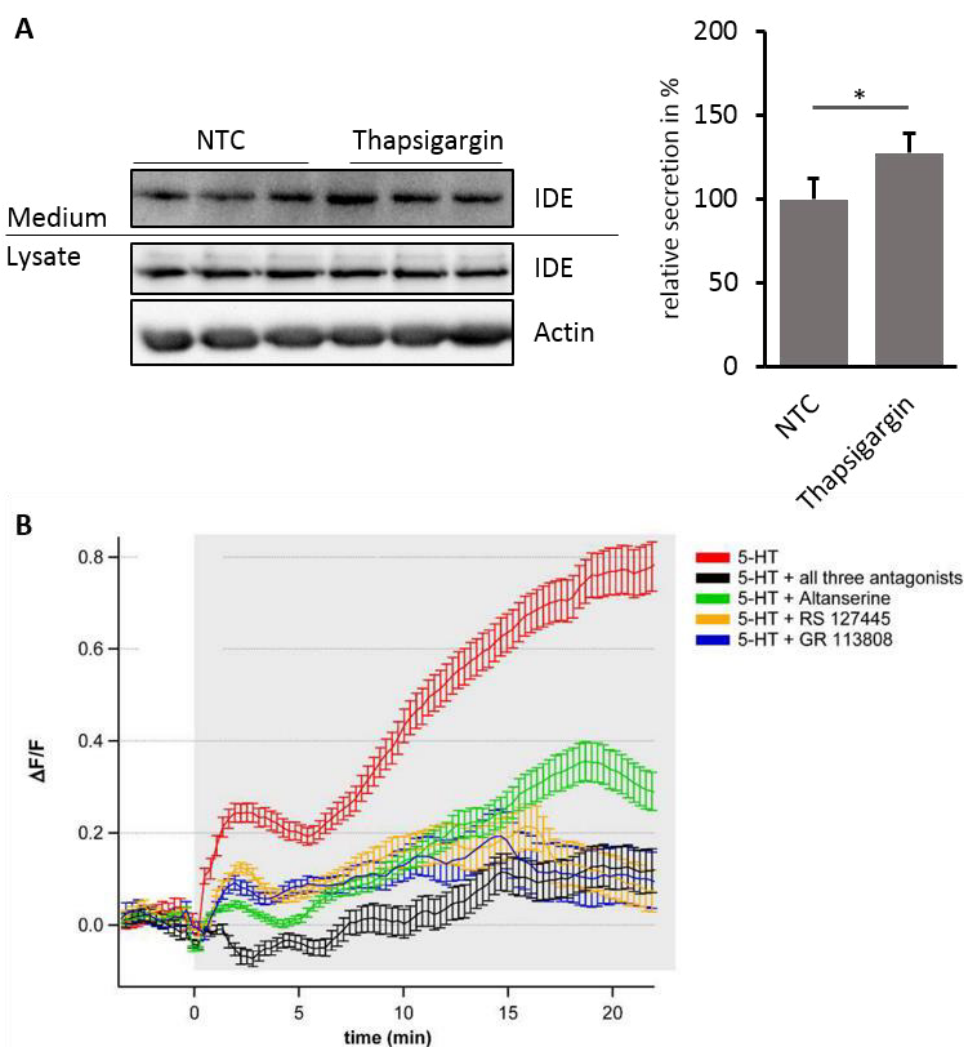 A
NTC Thapsigargin
Medium
IDE
Lysate
IDE
Actin
relative secretion in %
200
150
100
50
0
*
NTC
Thapsigargin
B
ΔF/F
0.8
0.6
0.4
0.2
0.0
0 5 10 15 20
time (min)
5-HT
5-HT + all three antagonists
5-HT + Altanserine
5-HT + RS 127445
5-HT + GR 113808